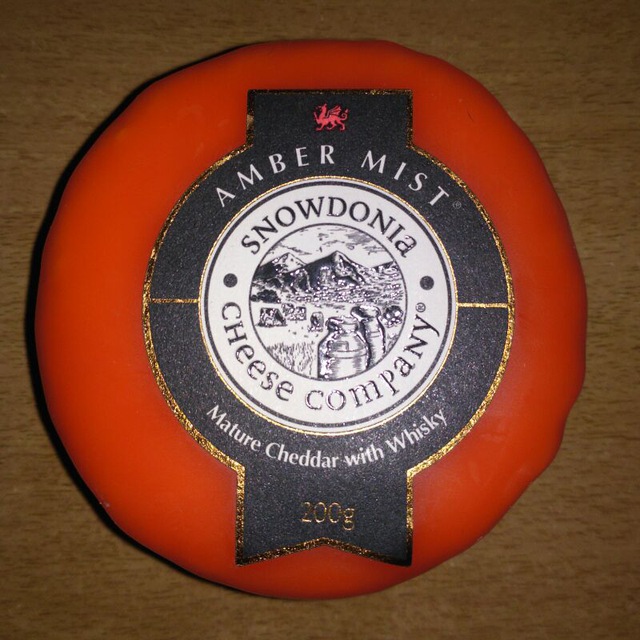 AMBER MIST®
SNOWDONIa
CHeese company®
Mature Cheddar with Whisky
200g